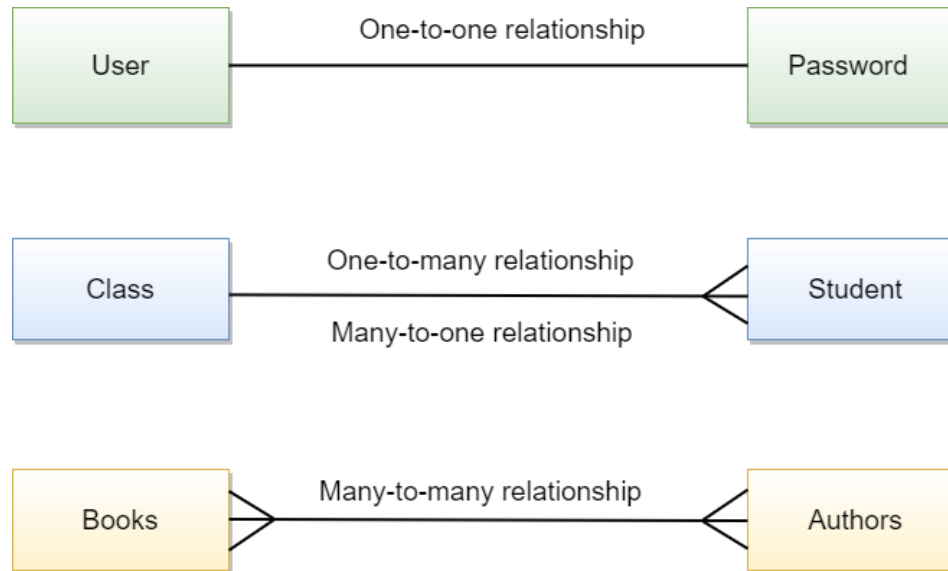 One-to-one relationship
User
Password
One-to-many relationship
Class
Student
Many-to-one relationship
Many-to-many relationship
Books
Authors